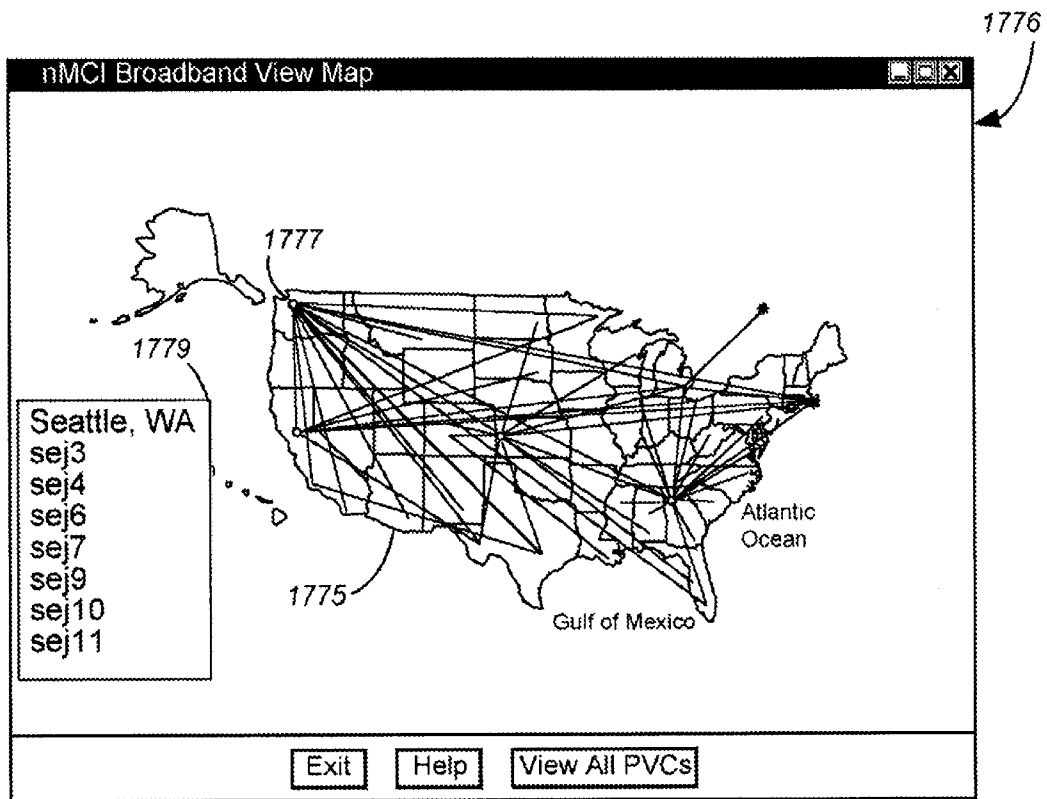 1776
nMCI Broadband View Map
1777
1779
Seattle, WA
sej3
sej4
sej6
sej7
sej9
sej10
sej11
1775
Atlantic
Ocean
Gulf of Mexico
Exit
Help
View All PVCs